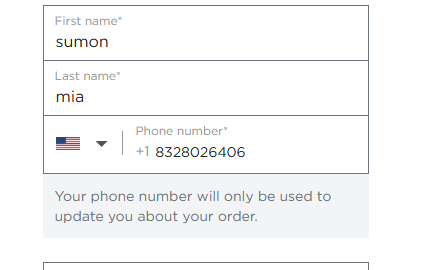 First name*
sumon
Last name*
mia
Phone number*
+1 8328026406
Your phone number will only be used to
update you about your order.